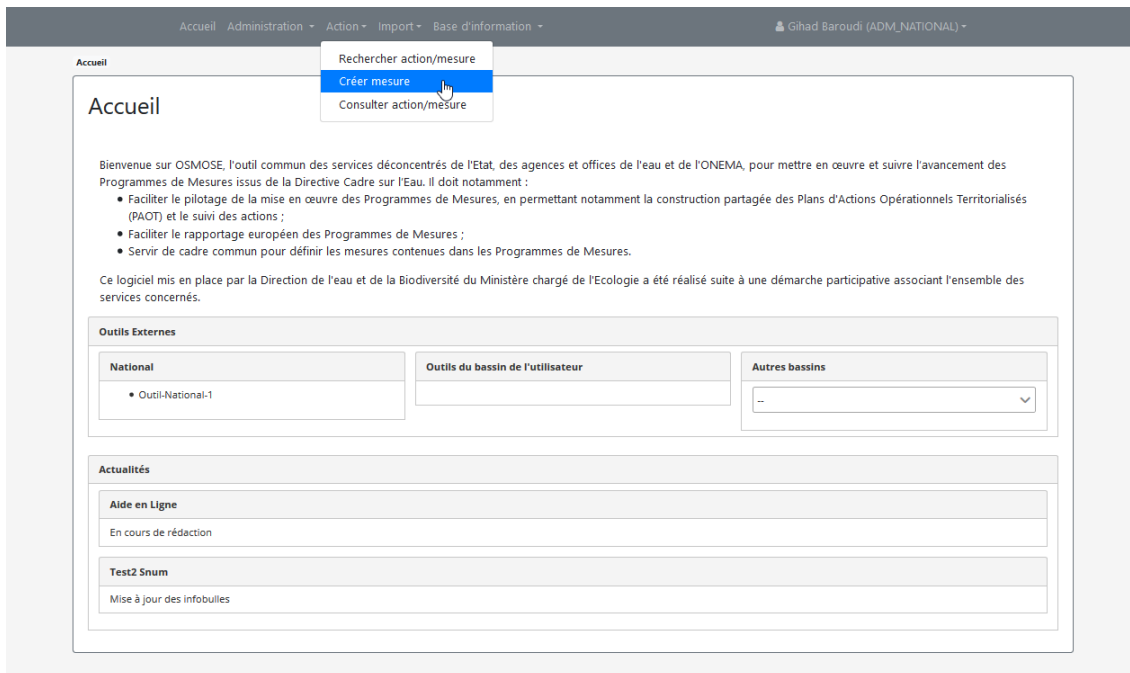 Accueil Administration Action Import Base d'information Gihad Baroudi (ADM_NATIONAL)
Rechercher action/mesure
Créer mesure
Consulter action/mesure
Accueil
Accueil
Bienvenue sur OSMOSE, l'outil commun des services déconcentrés de l'Etat, des agences et offices de l'eau et de l'ONEMA, pour mettre en œuvre et suivre l'avancement des
Programmes de Mesures issus de la Directive Cadre sur l'Eau. Il doit notamment :
• Faciliter le pilotage de la mise en œuvre des Programmes de Mesures, en permettant notamment la construction partagée des Plans d'Actions Opérationnels Territorialisés
(PAOT) et le suivi des actions ;
• Faciliter le rapportage européen des Programmes de Mesures ;
• Servir de cadre commun pour définir les mesures contenues dans les Programmes de Mesures.
Ce logiciel mis en place par la Direction de l'eau et de la Biodiversité du Ministère chargé de l'Ecologie a été réalisé suite à une démarche participative associant l'ensemble des
services concernés.
Outils Externes
National
• Outil-National-1
Outils du bassin de l'utilisateur
Autres bassins
--
Actualités
Aide en Ligne
En cours de rédaction
Test2 Snum
Mise à jour des infobulles